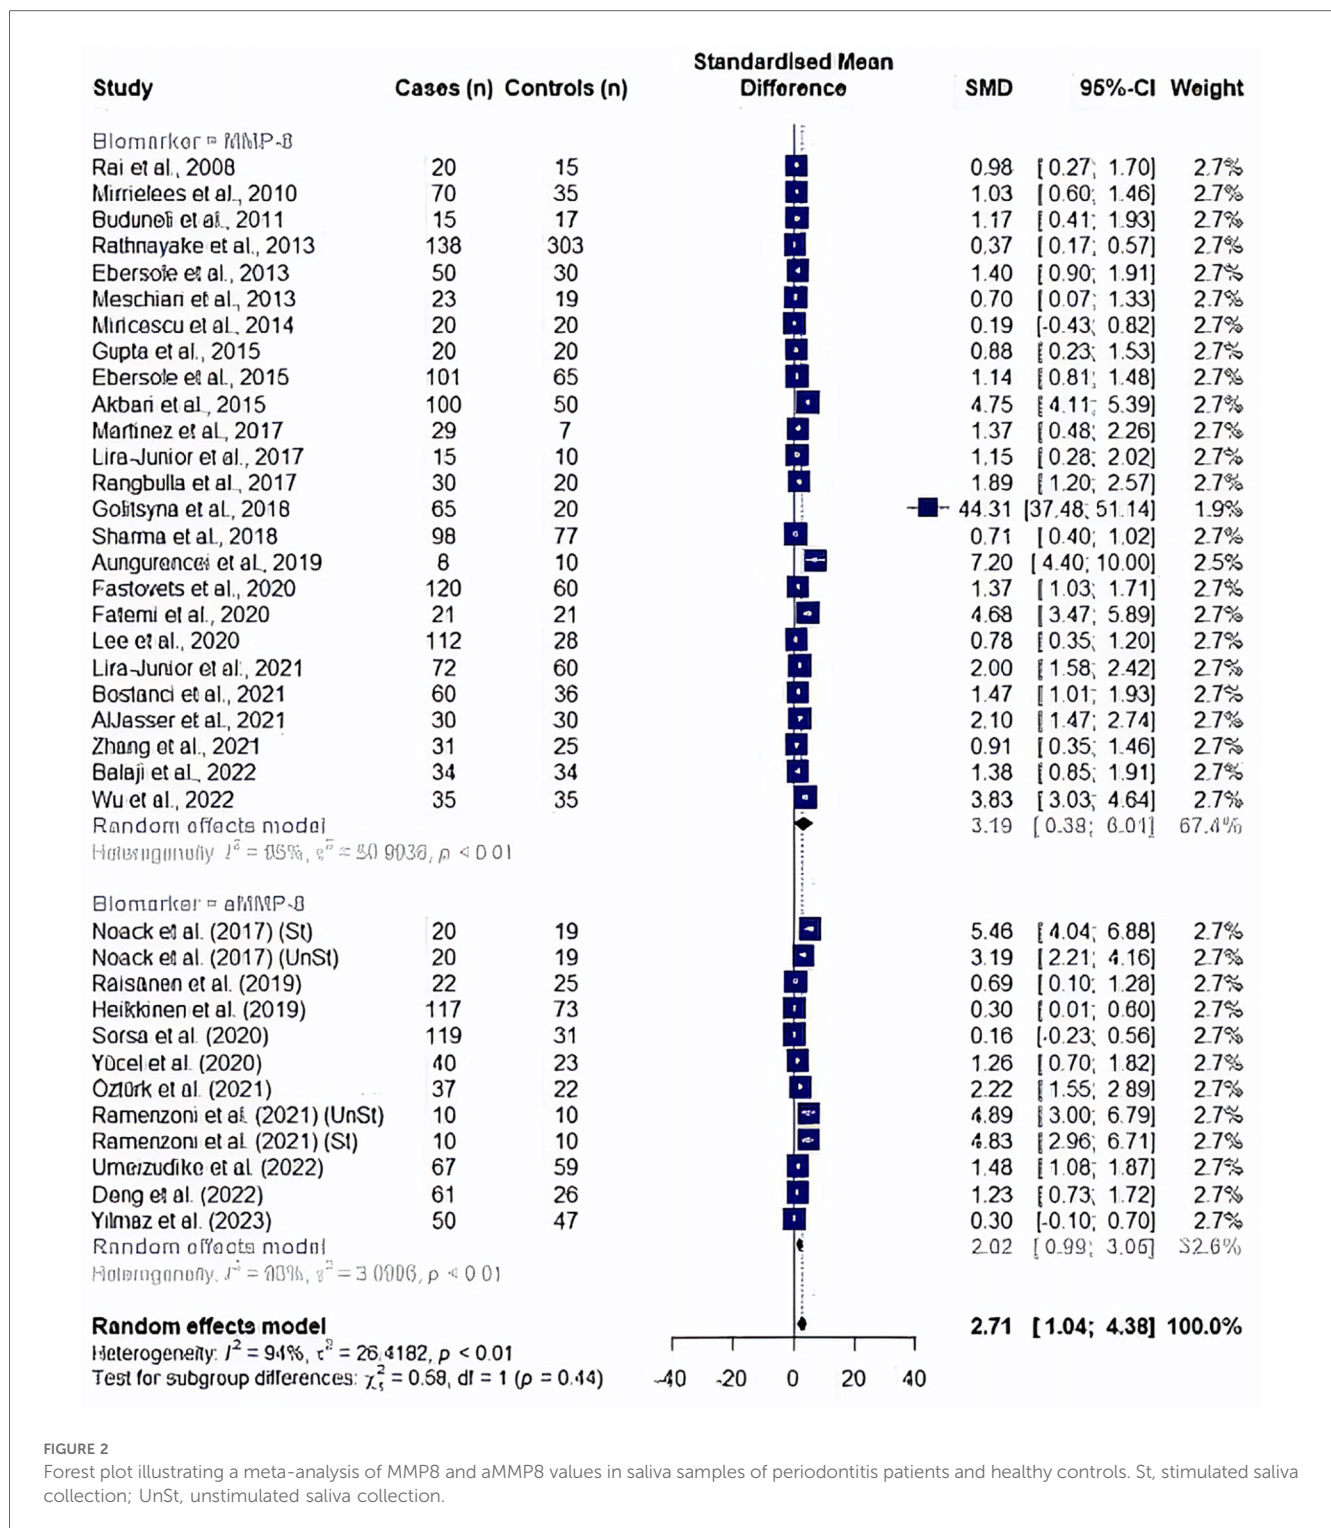 Standardised Mean
Study Cases (n) Controls (n) Difference SMD 95%-CI Weight
Biomarker = MMP-8
Rai et al., 2008 20 15 0.98 [0.27; 1.70] 2.7%
Mirrielees et al., 2010 70 35 1.03 [0.60; 1.46] 2.7%
Buduneli et al., 2011 15 17 1.17 [0.41; 1.93] 2.7%
Rathnayake et al., 2013 138 303 0.37 [0.17; 0.57] 2.7%
Ebersole et al., 2013 50 30 1.40 [0.90; 1.91] 2.7%
Meschiari et al., 2013 23 19 0.70 [0.07; 1.33] 2.7%
Miricescu et al., 2014 20 20 0.19 [-0.43; 0.82] 2.7%
Gupta et al., 2015 20 20 0.88 [0.23; 1.53] 2.7%
Ebersole et al., 2015 101 65 1.14 [0.81; 1.48] 2.7%
Akbari et al., 2015 100 50 4.75 [4.11; 5.39] 2.7%
Martinez et al., 2017 29 7 1.37 [0.48; 2.26] 2.7%
Lira-Junior et al., 2017 15 10 1.15 [0.28; 2.02] 2.7%
Rangbulla et al., 2017 30 20 1.89 [1.20; 2.57] 2.7%
Golitsyna et al., 2018 65 20 44.31 [37.48; 51.14] 1.9%
Sharma et al., 2018 98 77 0.71 [0.40; 1.02] 2.7%
et al., 2019 8 10 7.20 [4.40; 10.00] 2.5%
Fastovets et al., 2020 120 60 1.37 [1.03; 1.71] 2.7%
Fatemi et al., 2020 21 21 4.68 [3.47; 5.89] 2.7%
Lee et al., 2020 112 28 0.78 [0.35; 1.20] 2.7%
Lira-Junior et al., 2021 72 60 2.00 [1.58; 2.42] 2.7%
Bostanci et al., 2021 60 36 1.47 [1.01; 1.93] 2.7%
AlJasser et al., 2021 30 30 2.10 [1.47; 2.74] 2.7%
Zhang et al., 2021 31 25 0.91 [0.35; 1.46] 2.7%
Balaji et al., 2022 34 34 1.38 [0.85; 1.91] 2.7%
Wu et al., 2022 35 35 3.83 [3.03; 4.64] 2.7%
Random effects model 3.19 [0.38; 6.01] 67.4%
Heterogeneity: I² = p < 0.01
Biomarker = aMMP-8
Noack et al. (2017) (St) 20 19 5.46 [4.04; 6.88] 2.7%
Noack et al. (2017) (UnSt) 20 19 3.19 [2.21; 4.16] 2.7%
Räisänen et al. (2019) 22 25 0.69 [0.10; 1.28] 2.7%
Heikkinen et al. (2019) 117 73 0.30 [0.01; 0.60] 2.7%
Sorsa et al. (2020) 119 31 0.16 [-0.23; 0.56] 2.7%
Yücel et al. (2020) 40 23 1.26 [0.70; 1.82] 2.7%
Öztürk et al. (2021) 37 22 2.22 [1.55; 2.89] 2.7%
Ramenzoni et al. (2021) (UnSt) 10 10 4.89 [3.00; 6.79] 2.7%
Ramenzoni et al. (2021) (St) 10 10 4.83 [2.96; 6.71] 2.7%
Umeizudike et al. (2022) 67 59 1.48 [1.08; 1.87] 2.7%
Deng et al. (2022) 61 26 1.23 [0.73; 1.72] 2.7%
Yılmaz et al. (2023) 50 47 0.30 [-0.10; 0.70] 2.7%
Random effects model 2.02 [0.99; 3.05] 32.6%
Heterogeneity: I² = p < 0.01
Random effects model 2.71 [1.04; 4.38] 100.0%
Heterogeneity: I² = 94%, τ² = 26.4182, p < 0.01
Test for subgroup differences: χ² = 0.58, df = 1 (p = 0.44) -40 -20 0 20 40
FIGURE 2
Forest plot illustrating a meta-analysis of MMP8 and aMMP8 values in saliva samples of periodontitis patients and healthy controls. St, stimulated saliva
collection; UnSt, unstimulated saliva collection.